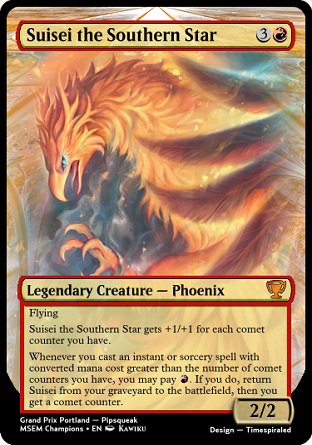 Suisei the Southern Star 3
Legendary Creature — Phoenix
Flying
Suisei the Southern Star gets +1/+1 for each comet
counter you have.
Whenever you cast an instant or sorcery spell with
converted mana cost greater than the number of comet
counters you have, you may pay . If you do, return
Suisei from your graveyard to the battlefield, then you
get a comet counter.
2/2
Grand Prix Portland — Pipsqueak
MSEM Champions • EN Kawiku
Design — Timespiraled